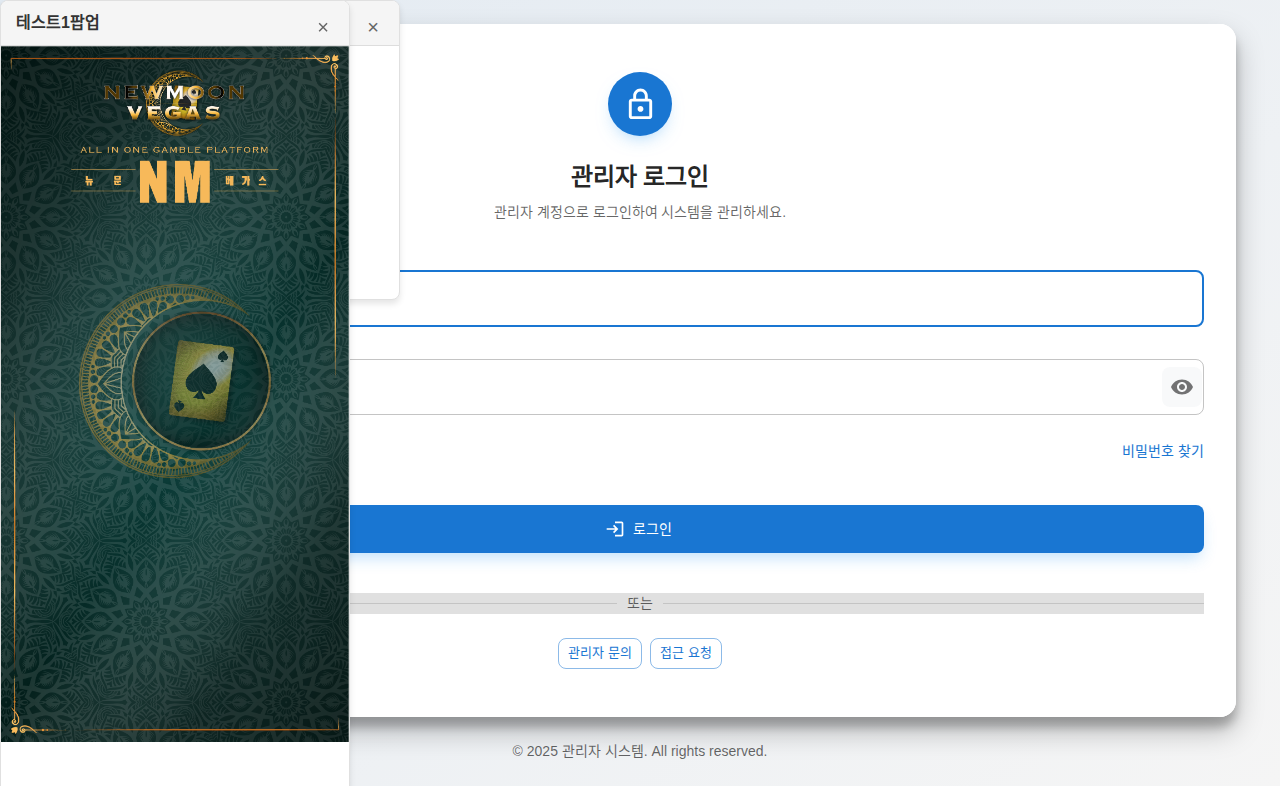 테스트1팝업
×
×
NEWMOON
VEGAS
ALL IN ONE GAMBLE PLATFORM
뉴 문 NM 베가스
관리자 로그인
관리자 계정으로 로그인하여 시스템을 관리하세요.
비밀번호 찾기
로그인
또는
관리자 문의
접근 요청
© 2025 관리자 시스템. All rights reserved.